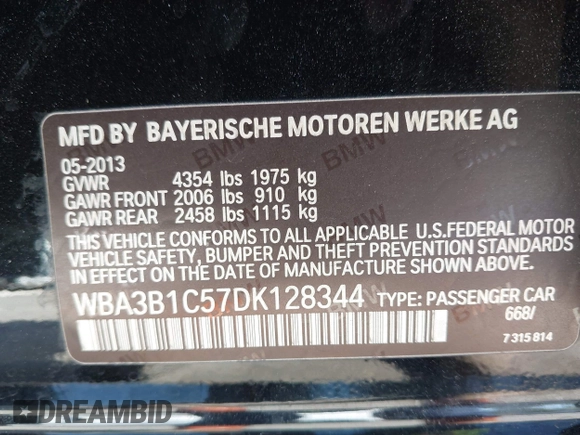 MFD BY BAYERISCHE MOTOREN WERKE AG
05-2013
GVWR 4354 lbs 1975 kg
GAWR FRONT 2006 lbs 910 kg
GAWR REAR 2458 lbs 1115 kg
THIS VEHICLE CONFORMS TO ALL APPLICABLE U.S.FEDERAL MOTOR
VEHICLE SAFETY, BUMPER AND THEFT PREVENTION STANDARDS
IN EFFECT ON THE DATE OF MANUFACTURE SHOWN ABOVE.
WBA3B1C57DK128344 TYPE: PASSENGER CAR
668/
7 315 814
DREAMBID